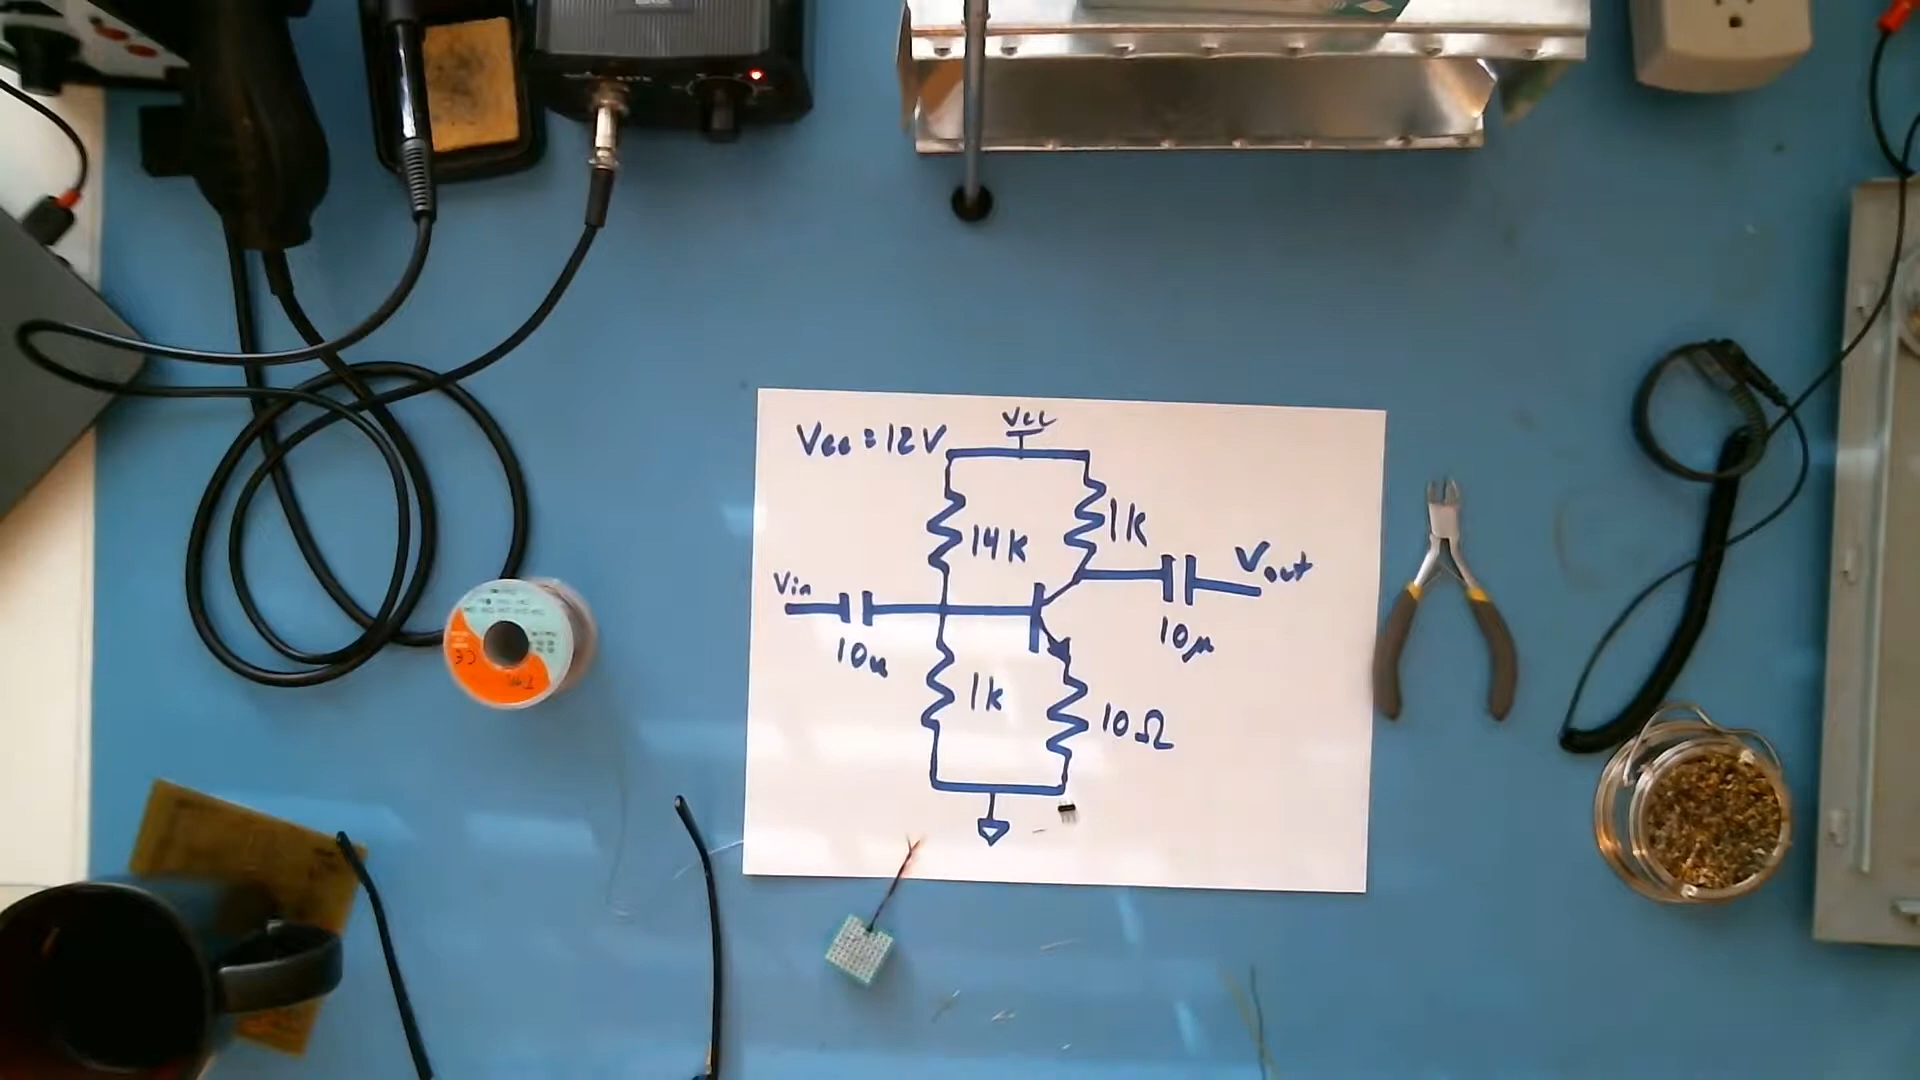 Vcc
Vcc = 12V
14k
1k
Vin
Vout
10u
10μ
1k
10Ω